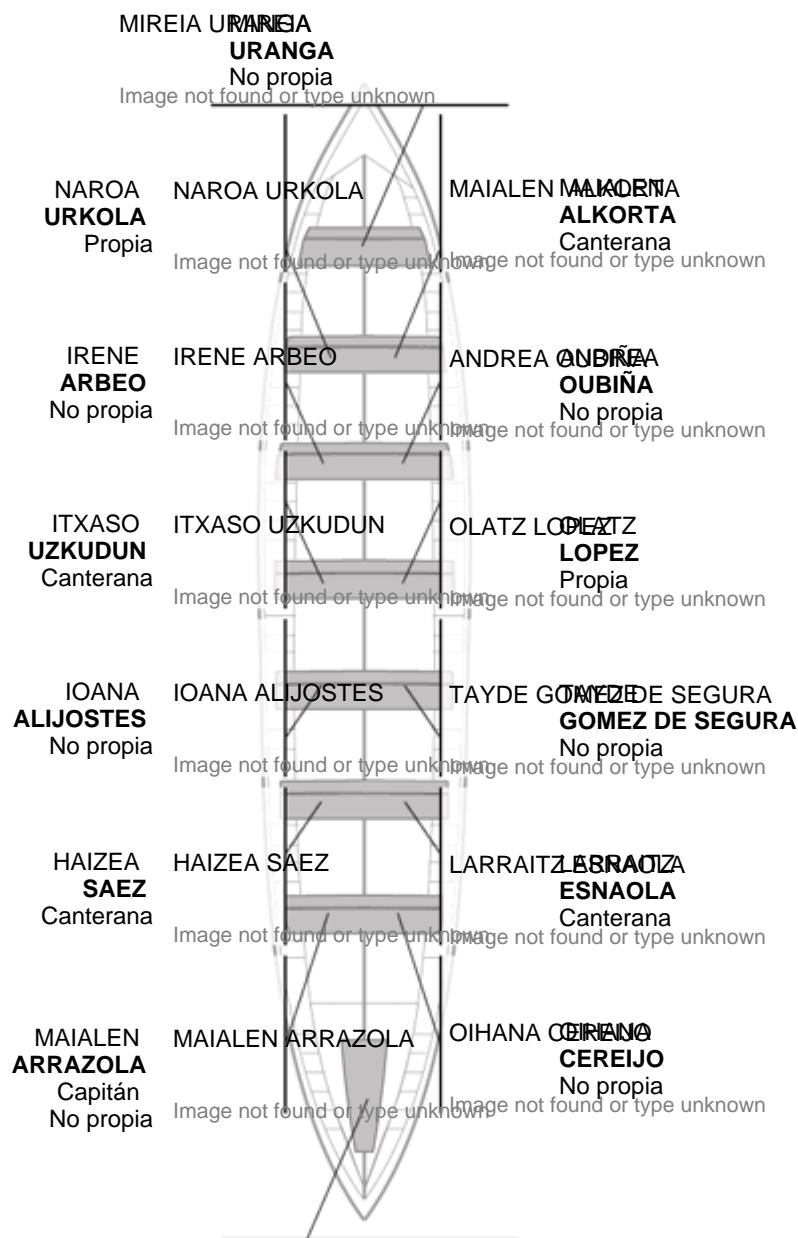 MIREIA URANGA
MIREIA
URANGA
No propia
Image not found or type unknown
NAROA
URKOLA
Propia
NAROA URKOLA
Image not found or type unknown
MAIALEN ALKORTA
MAIALEN
ALKORTA
Canterana
Image not found or type unknown
IRENE
ARBEO
No propia
IRENE ARBEO
Image not found or type unknown
ANDREA OUBIÑA
ANDREA
OUBIÑA
No propia
Image not found or type unknown
ITXASO
UZKUDUN
Canterana
ITXASO UZKUDUN
Image not found or type unknown
OLATZ LOPEZ
OLATZ
LOPEZ
Propia
Image not found or type unknown
IOANA
ALIJOSTES
No propia
IOANA ALIJOSTES
Image not found or type unknown
TAYDE GOMEZ DE SEGURA
TAYDE
GOMEZ DE SEGURA
No propia
Image not found or type unknown
HAIZEA
SAEZ
Canterana
HAIZEA SAEZ
Image not found or type unknown
LARRAITZ ESNAOLA
LARRAITZ
ESNAOLA
Canterana
Image not found or type unknown
MAIALEN
ARRAZOLA
Capitán
No propia
MAIALEN ARRAZOLA
Image not found or type unknown
OIHANA CEREIJO
OIHANA
CEREIJO
No propia
Image not found or type unknown